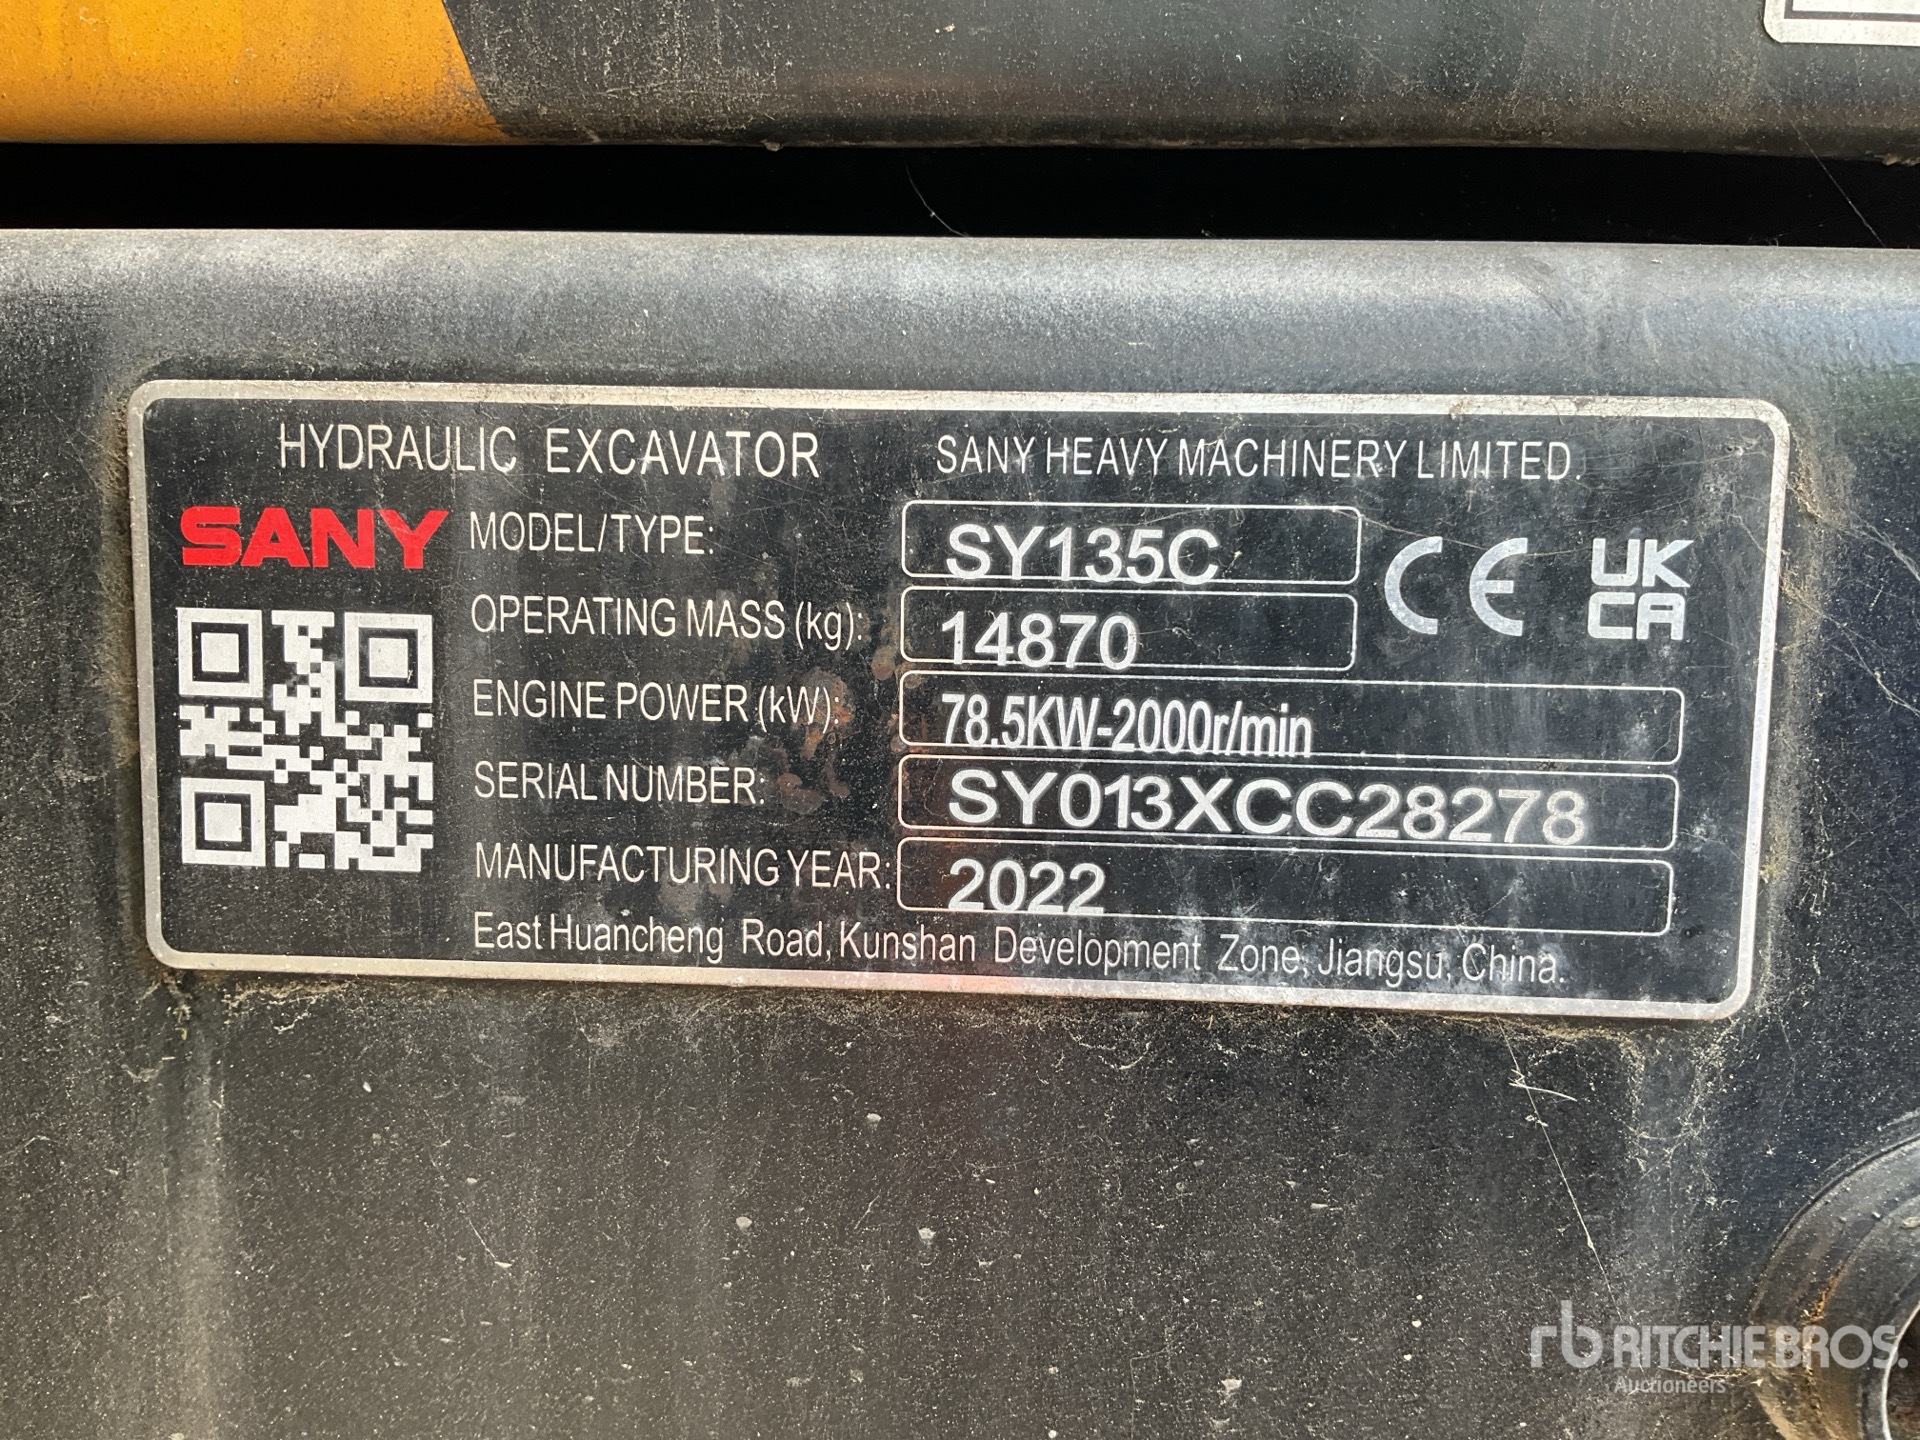 HYDRAULIC EXCAVATOR SANY HEAVY MACHINERY LIMITED.
SANY MODEL/TYPE: SY135C
CE UK CA
OPERATING MASS (kg): 14870
ENGINE POWER (kW): 78.5KW-2000r/min
SERIAL NUMBER: SY013XCC28278
MANUFACTURING YEAR: 2022
East Huancheng Road, Kunshan Development Zone, Jiangsu, China.
rb RITCHIE BROS.
Auctioneers